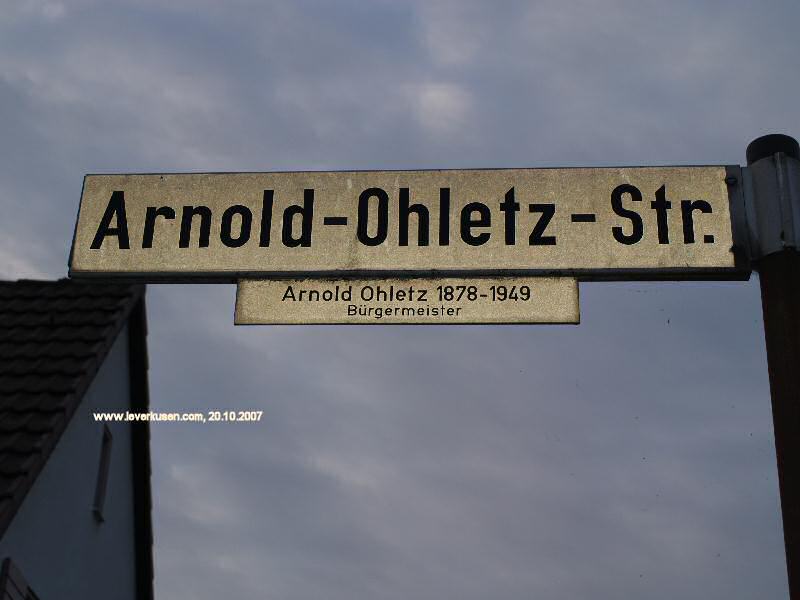 Arnold-Ohletz-Str.
Arnold Ohletz 1878-1949
Bürgermeister
www.leverkusen.com, 20.10.2007